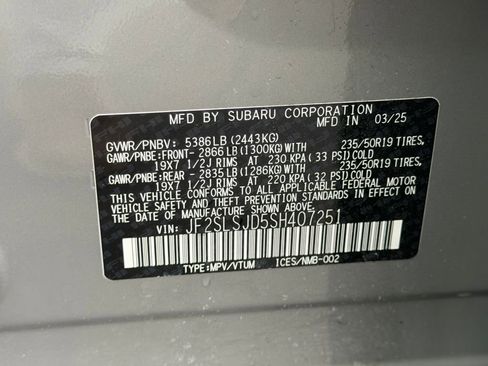 MFD BY SUBARU CORPORATION 03/25
GVWR/PNBV: 5386LB (2443KG)
GAWR/PNBE:FRONT- 2866LB (1300KG)WITH 235/50R19 TIRES,
19X7 1/2J RIMS AT 230 KPA (33 PSI)COLD
GAWR/PNBE:REAR - 2835LB (1286KG)WITH 235/50R19 TIRES,
19X7 1/2J RIMS AT 220 KPA (32 PSI)COLD
THIS VEHICLE CONFORMS TO ALL APPLICABLE FEDERAL MOTOR
VEHICLE SAFETY, BUMPER, AND THEFT PREVENTION STANDARDS
IN EFFECT ON THE DATE OF MANUFACTURE SHOWN ABOVE.
VIN: JF2SLSJD5SH407251
TYPE:MPV/VTUM ICES/NMB-002